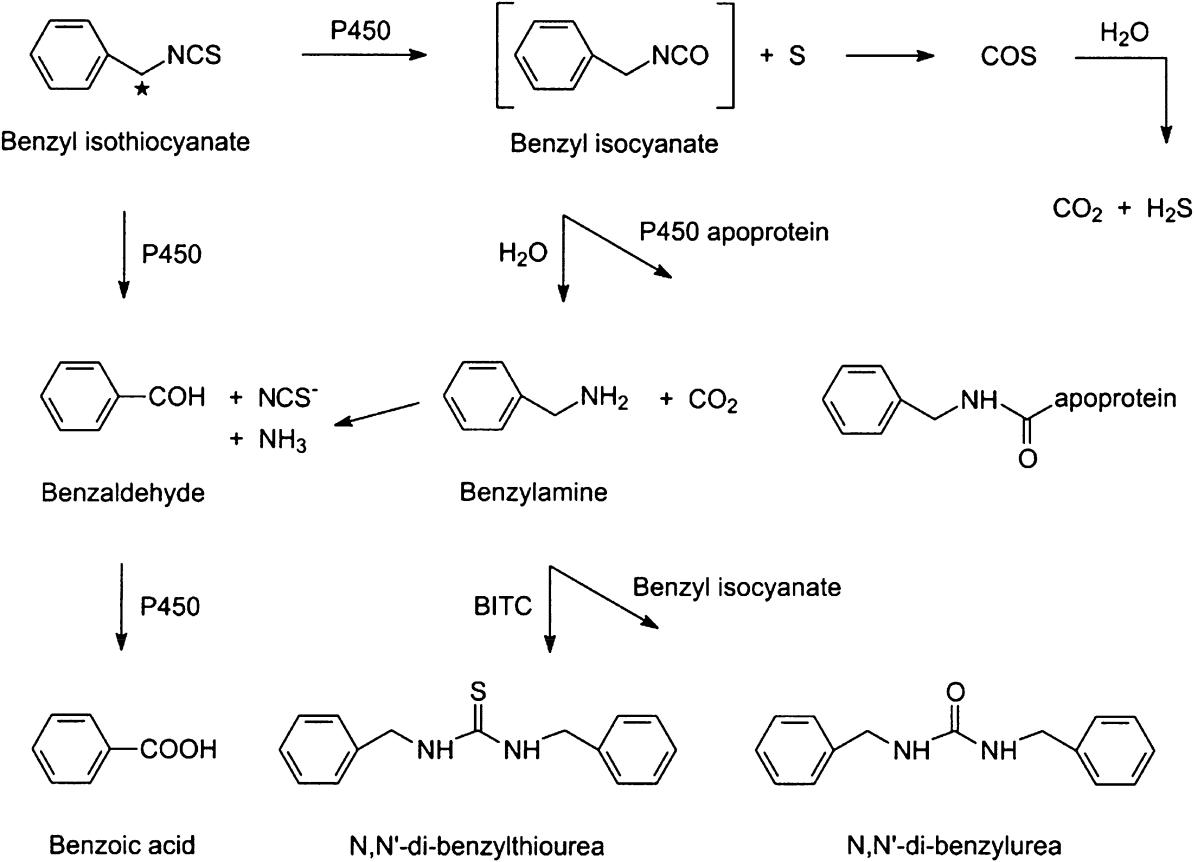 NCS P450 NCO + S COS H₂O
★
Benzyl isothiocyanate Benzyl isocyanate
CO₂ + H₂S
P450 H₂O P450 apoprotein
COH + NCS⁻ NH₂ + CO₂ NH apoprotein
+ NH₃ O
Benzaldehyde Benzylamine
P450 BITC Benzyl isocyanate
S O
COOH NH NH NH NH
Benzoic acid N,N'-di-benzylthiourea N,N'-di-benzylurea